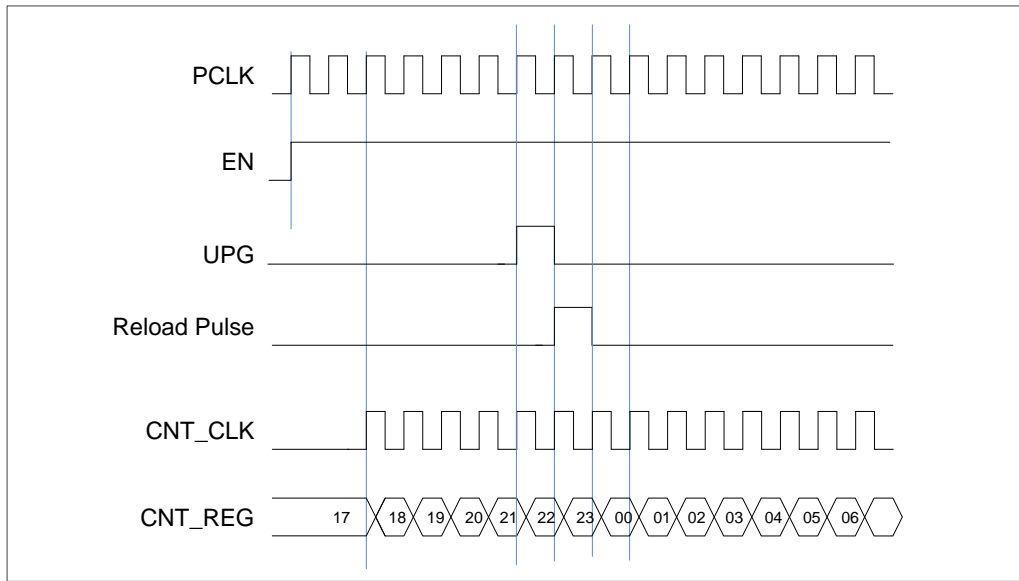 PCLK
EN
UPG
Reload Pulse
CNT_CLK
CNT_REG 17 18 19 20 21 22 23 00 01 02 03 04 05 06